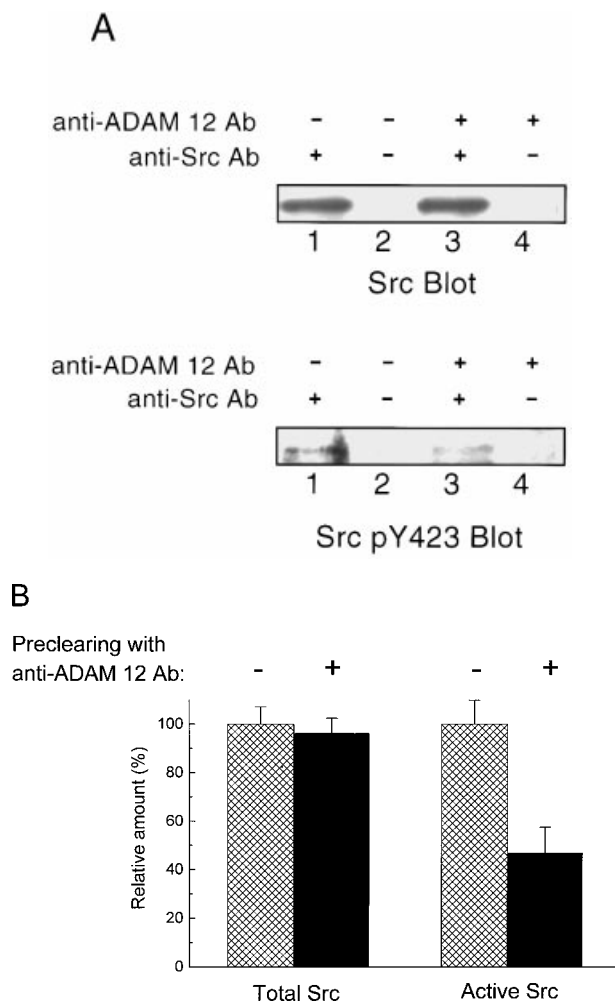 A
anti-ADAM 12 Ab - - + +
anti-Src Ab + - + -
1 2 3 4
Src Blot
anti-ADAM 12 Ab - - + +
anti-Src Ab + - + -
1 2 3 4
Src pY423 Blot
B
Preclearing with
anti-ADAM 12 Ab: - + - +
Relative amount (%)
100
80
60
40
20
0
Total Src Active Src